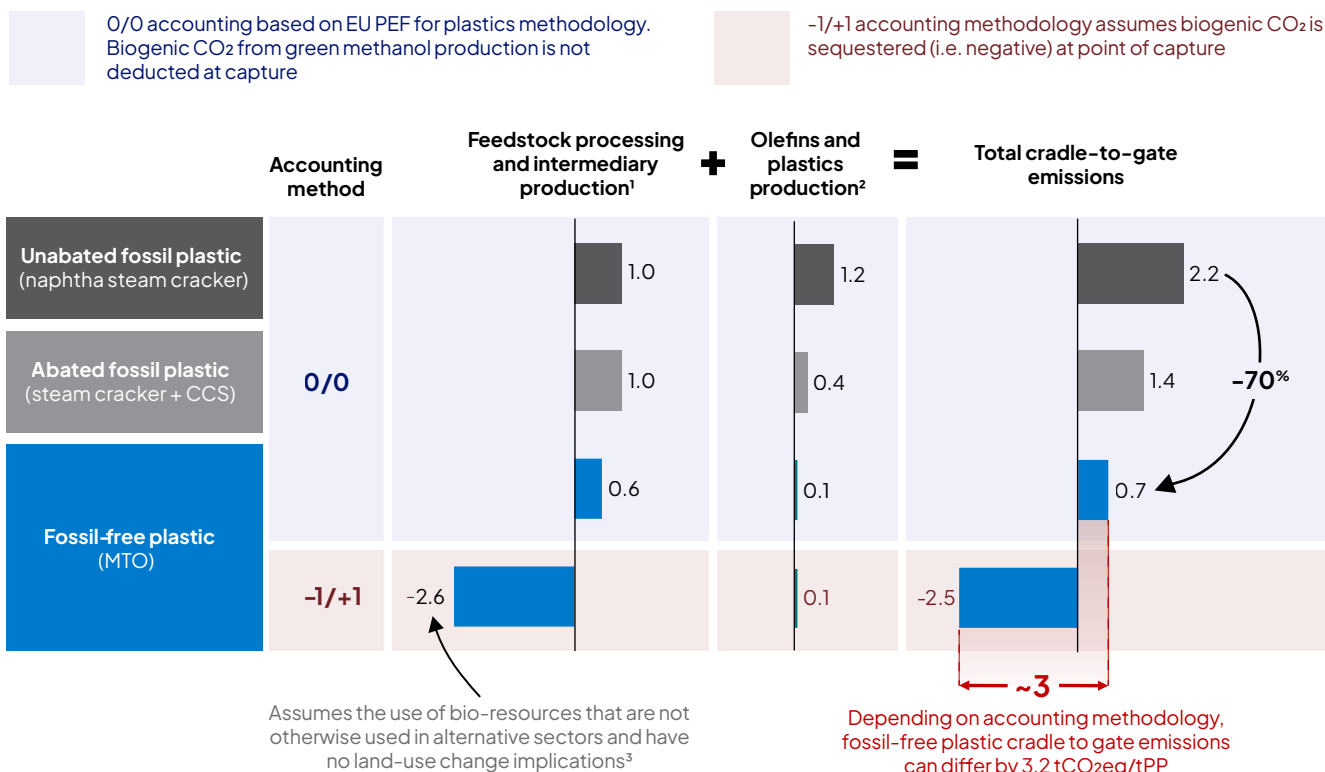 0/0 accounting based on EU PEF for plastics methodology.
Biogenic CO₂ from green methanol production is not
deducted at capture
-1/+1 accounting methodology assumes biogenic CO₂ is
sequestered (i.e. negative) at point of capture
Accounting
method
Feedstock processing
and intermediary
production¹
+
Olefins and
plastics
production²
=
Total cradle-to-gate
emissions
Unabated fossil plastic
(naphtha steam cracker)
1.0
1.2
2.2
Abated fossil plastic
(steam cracker + CCS)
0/0
1.0
0.4
1.4
-70%
Fossil-free plastic
(MTO)
0.6
0.1
0.7
-1/+1
-2.6
0.1
-2.5
~3
Assumes the use of bio-resources that are not
otherwise used in alternative sectors and have
no land-use change implications³
Depending on accounting methodology,
fossil-free plastic cradle to gate emissions
can differ by 3.2 tCO₂eq/tPP